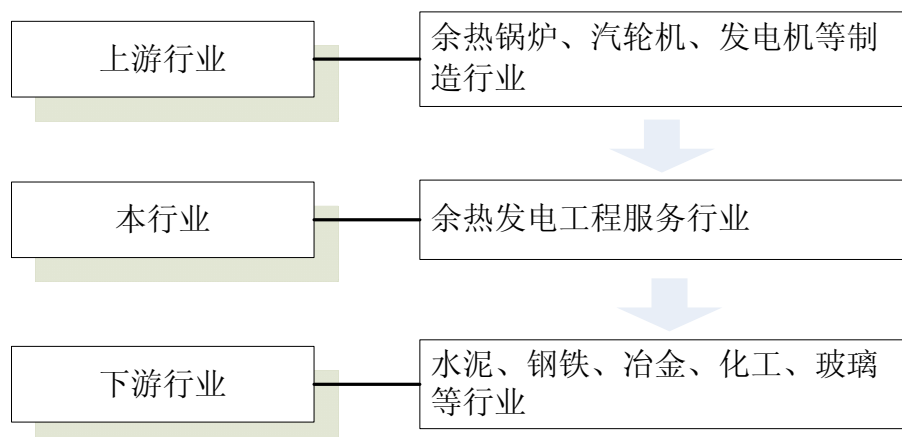 上游行业
余热锅炉、汽轮机、发电机等制
造行业
本行业
余热发电工程服务行业
下游行业
水泥、钢铁、冶金、化工、玻璃
等行业